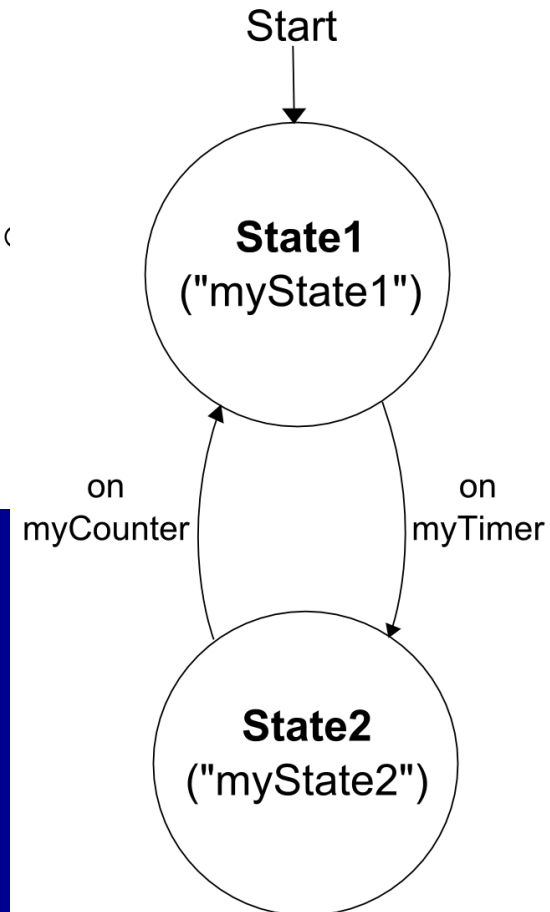 Start
State1
("myState1")
on
myCounter
on
myTimer
State2
("myState2")